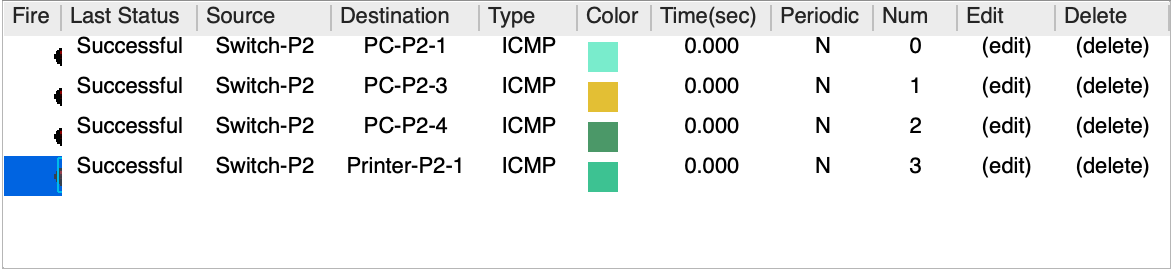 Fire Last Status Source Destination Type Color Time(sec) Periodic Num Edit Delete
Successful Switch-P2 PC-P2-1 ICMP 0.000 N 0 (edit) (delete)
Successful Switch-P2 PC-P2-3 ICMP 0.000 N 1 (edit) (delete)
Successful Switch-P2 PC-P2-4 ICMP 0.000 N 2 (edit) (delete)
Successful Switch-P2 Printer-P2-1 ICMP 0.000 N 3 (edit) (delete)